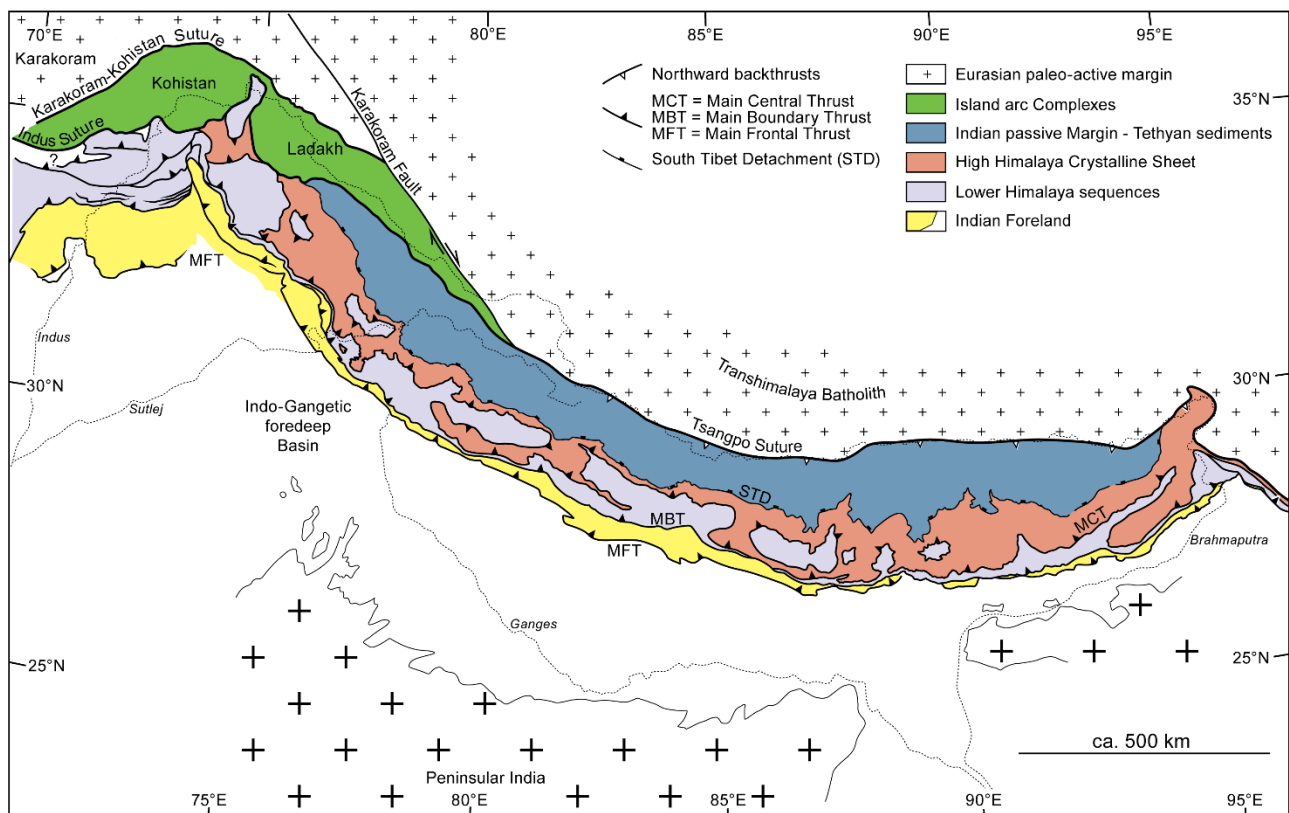 70°E
80°E
85°E
90°E
95°E
Karakoram
Karakoram-Kohistan Suture
Kohistan
Indus Suture
?
Ladakh
Karakoram Fault
Northward backthrusts
MCT = Main Central Thrust
MBT = Main Boundary Thrust
MFT = Main Frontal Thrust
South Tibet Detachment (STD)
Eurasian paleo-active margin
Island arc Complexes
Indian passive Margin - Tethyan sediments
High Himalaya Crystalline Sheet
Lower Himalaya sequences
Indian Foreland
35°N
MFT
Indus
30°N
Sutlej
Indo-Gangetic
foredeep
Basin
Transhimalaya Batholith
Tsangpo Suture
30°N
STD
MBT
MFT
MCT
Brahmaputra
Ganges
25°N
25°N
ca. 500 km
Peninsular India
75°E
80°E
85°E
90°E
95°E